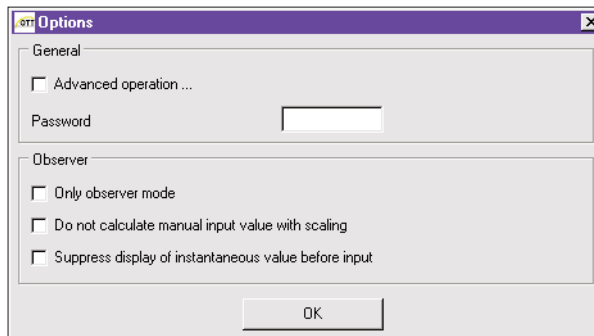 OTT Options
General
Advanced operation ...
Password
Observer
Only observer mode
Do not calculate manual input value with scaling
Suppress display of instantaneous value before input
OK